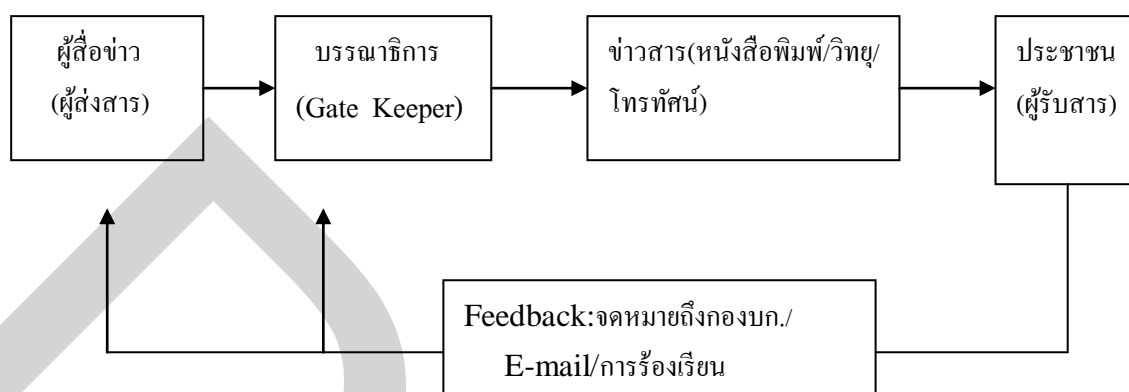 ผู้สื่อข่าว
(ผู้ส่งสาร)
บรรณาธิการ
(Gate Keeper)
ข่าวสาร(หนังสือพิมพ์/วิทยุ/
โทรทัศน์)
ประชาชน
(ผู้รับสาร)
Feedback:จดหมายถึงกองบก./
E-mail/การร้องเรียน